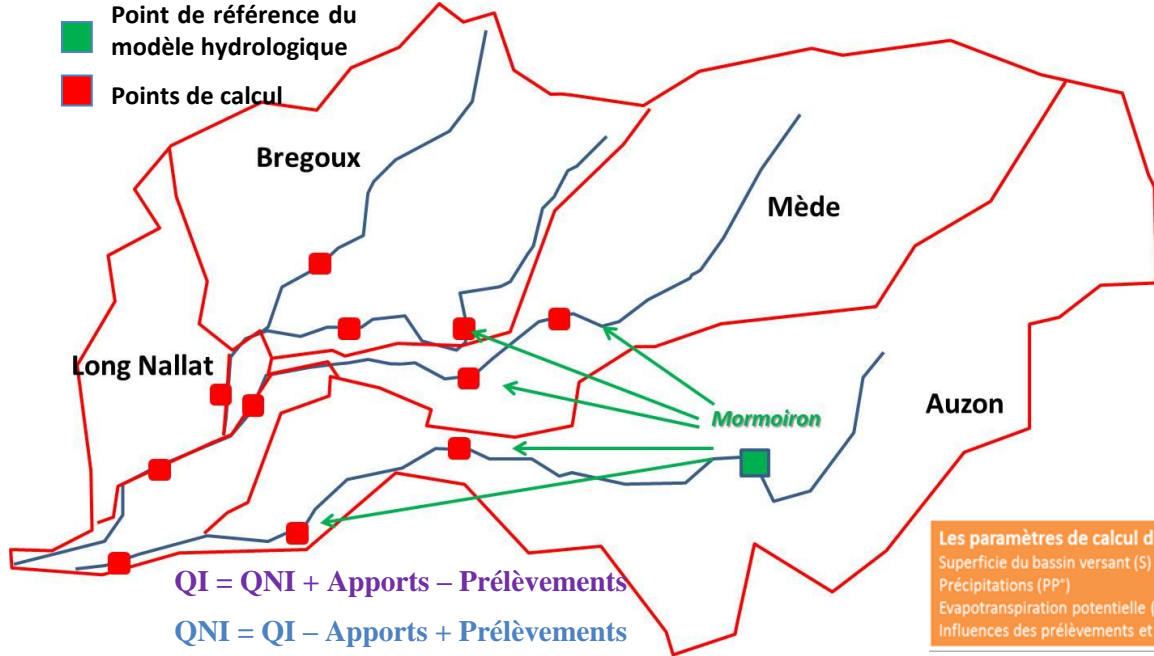 Point de référence du
modèle hydrologique
Points de calcul
Bregoux
Mède
Long Nallat
Mormoiron
Auzon
Les paramètres de calcul d
Superficie du bassin versant (S)
Précipitations (PP°)
Evapotranspiration potentielle (
Influences des prélèvements et
QI = QNI + Apports – Prélèvements
QNI = QI – Apports + Prélèvements